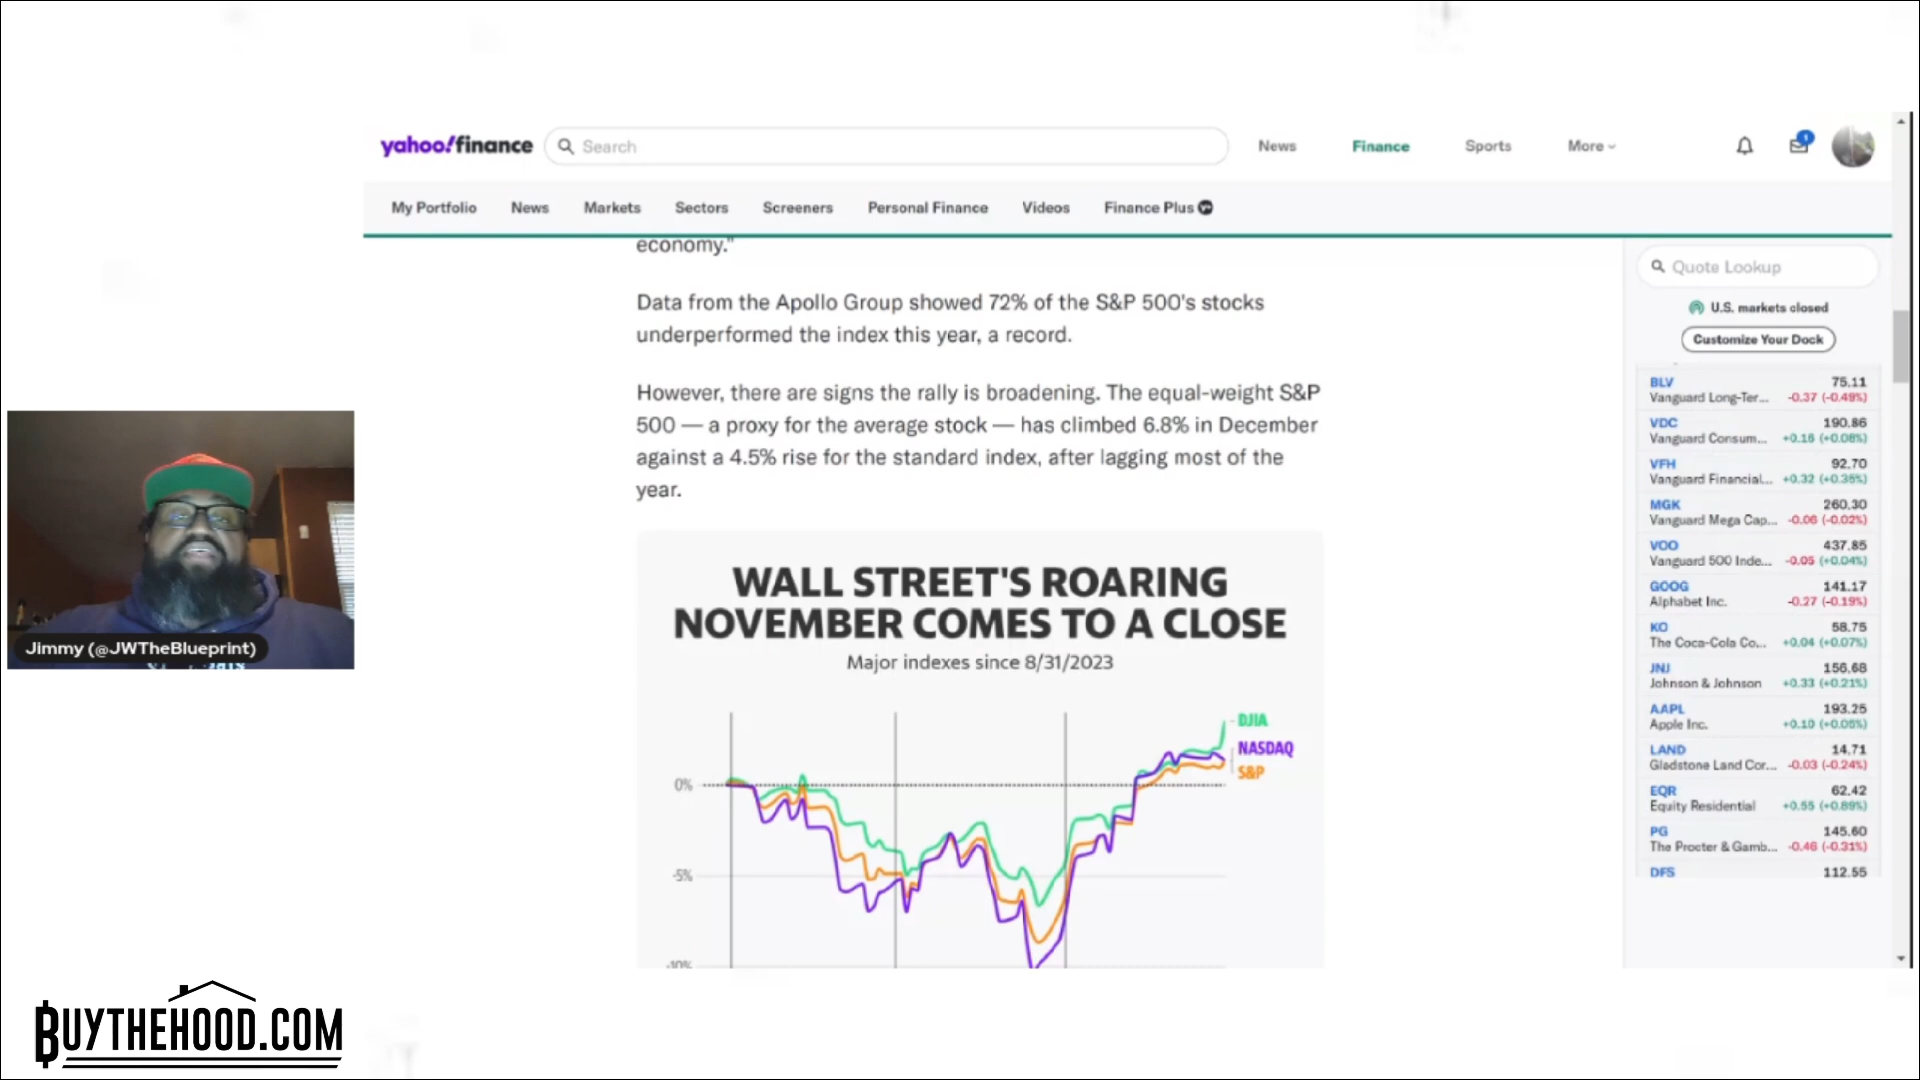 yahoo!finance
Search
News
Finance
Sports
More
1
My Portfolio
News
Markets
Sectors
Screeners
Personal Finance
Videos
Finance Plus
economy."
Data from the Apollo Group showed 72% of the S&P 500's stocks
underperformed the index this year, a record.
However, there are signs the rally is broadening. The equal-weight S&P
500 — a proxy for the average stock — has climbed 6.8% in December
against a 4.5% rise for the standard index, after lagging most of the
year.
WALL STREET'S ROARING
NOVEMBER COMES TO A CLOSE
Major indexes since 8/31/2023
DJIA
NASDAQ
S&P
0%
-5%
-10%
Quote Lookup
U.S. markets closed
Customize Your Dock
BLV 75.11
Vanguard Long-Ter... -0.37 (-0.49%)
VDC 190.86
Vanguard Consum... +0.16 (+0.08%)
VFH 92.70
Vanguard Financial... +0.32 (+0.35%)
MGK 260.30
Vanguard Mega Cap... -0.06 (-0.02%)
VOO 437.85
Vanguard 500 Inde... -0.05 (+0.04%)
GOOG 141.17
Alphabet Inc. -0.27 (-0.19%)
KO 58.75
The Coca-Cola Co... +0.04 (+0.07%)
JNJ 156.68
Johnson & Johnson +0.33 (+0.21%)
AAPL 193.25
Apple Inc. +0.10 (+0.05%)
LAND 14.71
Gladstone Land Cor... -0.03 (-0.24%)
EQR 62.42
Equity Residential +0.55 (+0.89%)
PG 145.60
The Procter & Gamb... -0.46 (-0.31%)
DFS 112.55
Jimmy (@JWTheBlueprint)
BUYTHEHOOD.COM